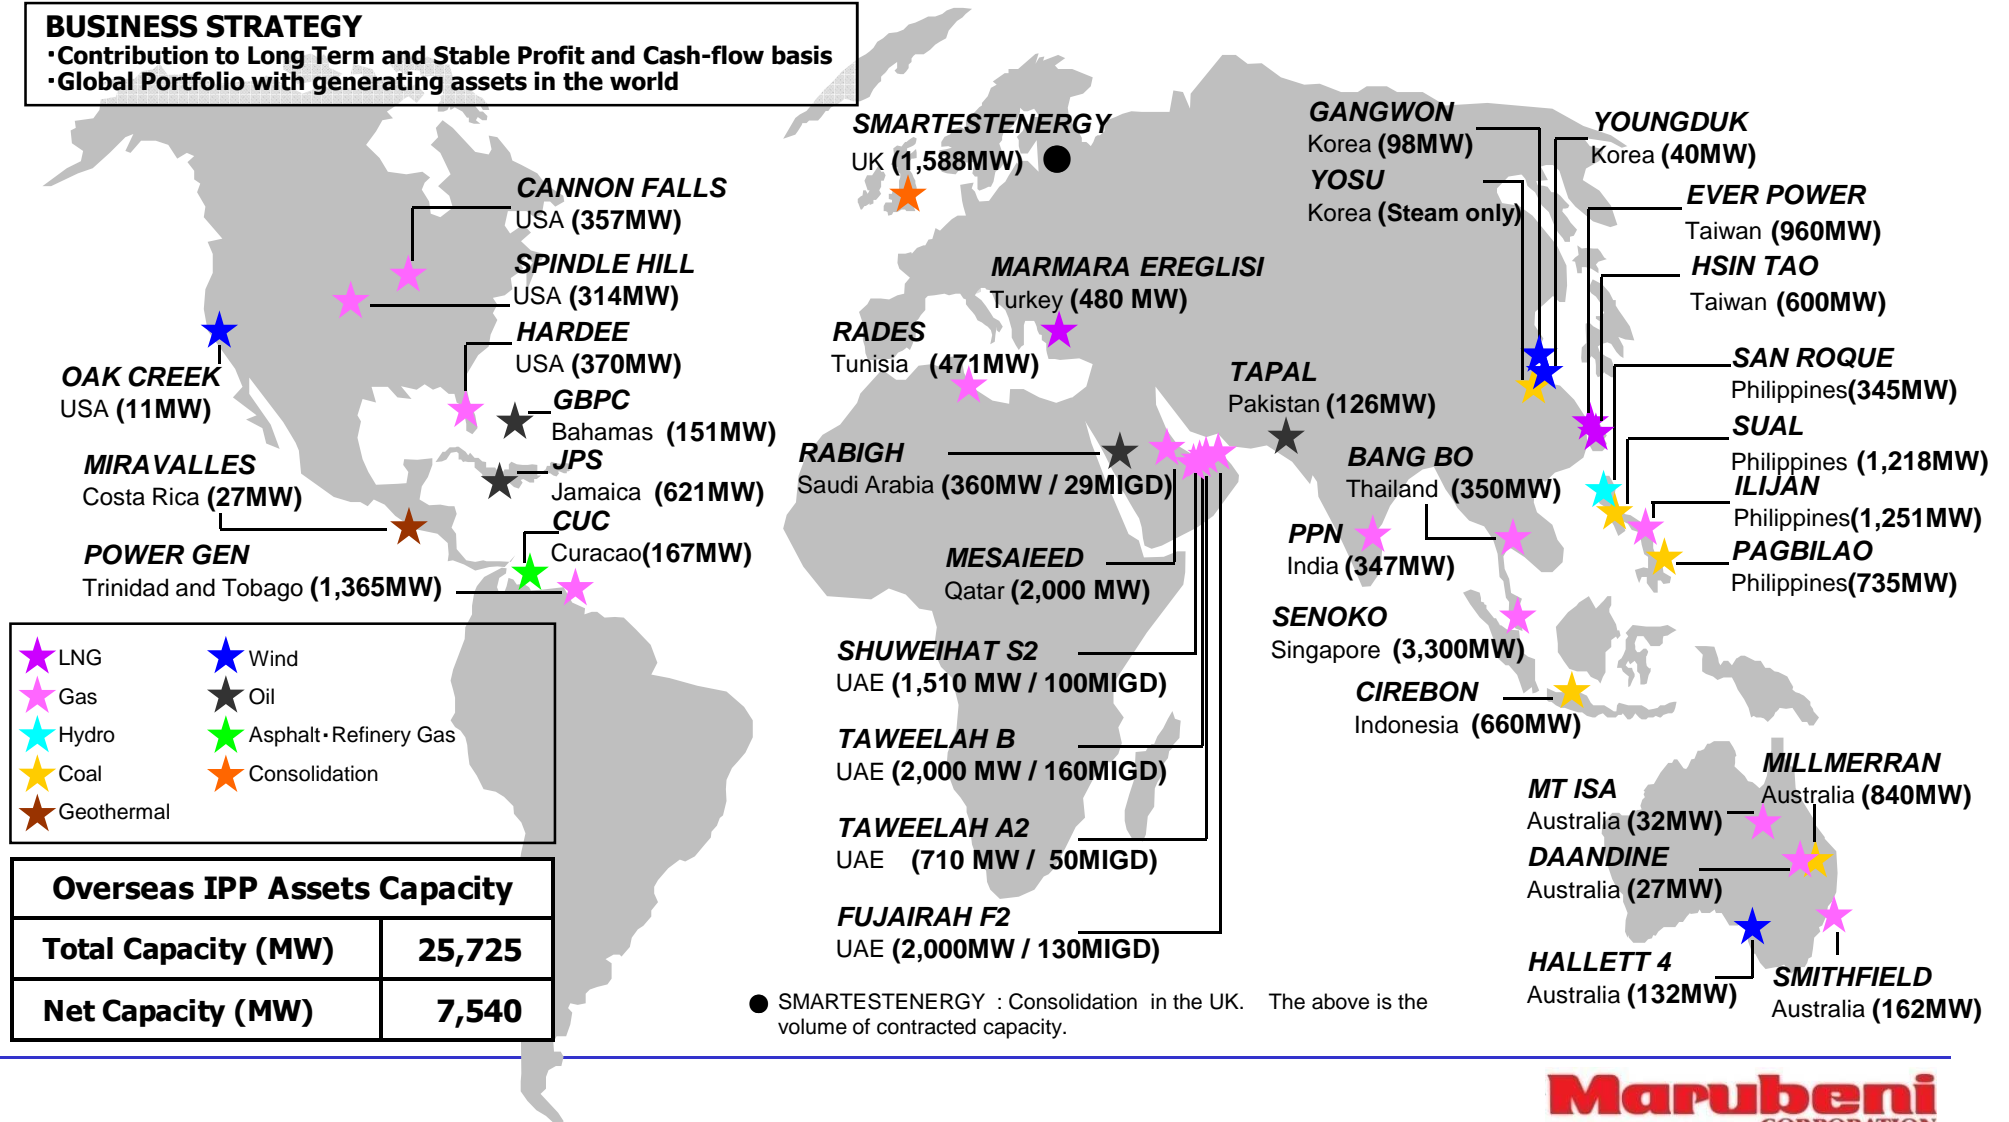 BUSINESS STRATEGY
・Contribution to Long Term and Stable Profit and Cash-flow basis
・Global Portfolio with generating assets in the world
CANNON FALLS
USA (357MW)
SPINDLE HILL
USA (314MW)
HARDEE
USA (370MW)
OAK CREEK
USA (11MW)
GBPC
Bahamas (151MW)
JPS
Jamaica (621MW)
MIRAVALLES
Costa Rica (27MW)
CUC
Curacao(167MW)
POWER GEN
Trinidad and Tobago (1,365MW)
SMARTESTENERGY
UK (1,588MW) ●
MARMARA EREGLISI
Turkey (480 MW)
RADES
Tunisia (471MW)
RABIGH
Saudi Arabia (360MW / 29MIGD)
MESAIEED
Qatar (2,000 MW)
SHUWEIHAT S2
UAE (1,510 MW / 100MIGD)
TAWEELAH B
UAE (2,000 MW / 160MIGD)
TAWEELAH A2
UAE (710 MW / 50MIGD)
FUJAIRAH F2
UAE (2,000MW / 130MIGD)
GANGWON
Korea (98MW)
YOUNGDUK
Korea (40MW)
YOSU
Korea (Steam only)
EVER POWER
Taiwan (960MW)
HSIN TAO
Taiwan (600MW)
TAPAL
Pakistan (126MW)
BANG BO
Thailand (350MW)
PPN
India (347MW)
SENOKO
Singapore (3,300MW)
CIREBON
Indonesia (660MW)
SAN ROQUE
Philippines(345MW)
SUAL
Philippines (1,218MW)
ILIJAN
Philippines(1,251MW)
PAGBILAO
Philippines(735MW)
MILLMERRAN
Australia (840MW)
MT ISA
Australia (32MW)
DAANDINE
Australia (27MW)
HALLETT 4
Australia (132MW)
SMITHFIELD
Australia (162MW)
LNG
Wind
Gas
Oil
Hydro
Asphalt・Refinery Gas
Coal
Consolidation
Geothermal
Overseas IPP Assets Capacity
Total Capacity (MW) 25,725
Net Capacity (MW) 7,540
● SMARTESTENERGY : Consolidation in the UK. The above is the
volume of contracted capacity.
Marubeni
CORPORATION